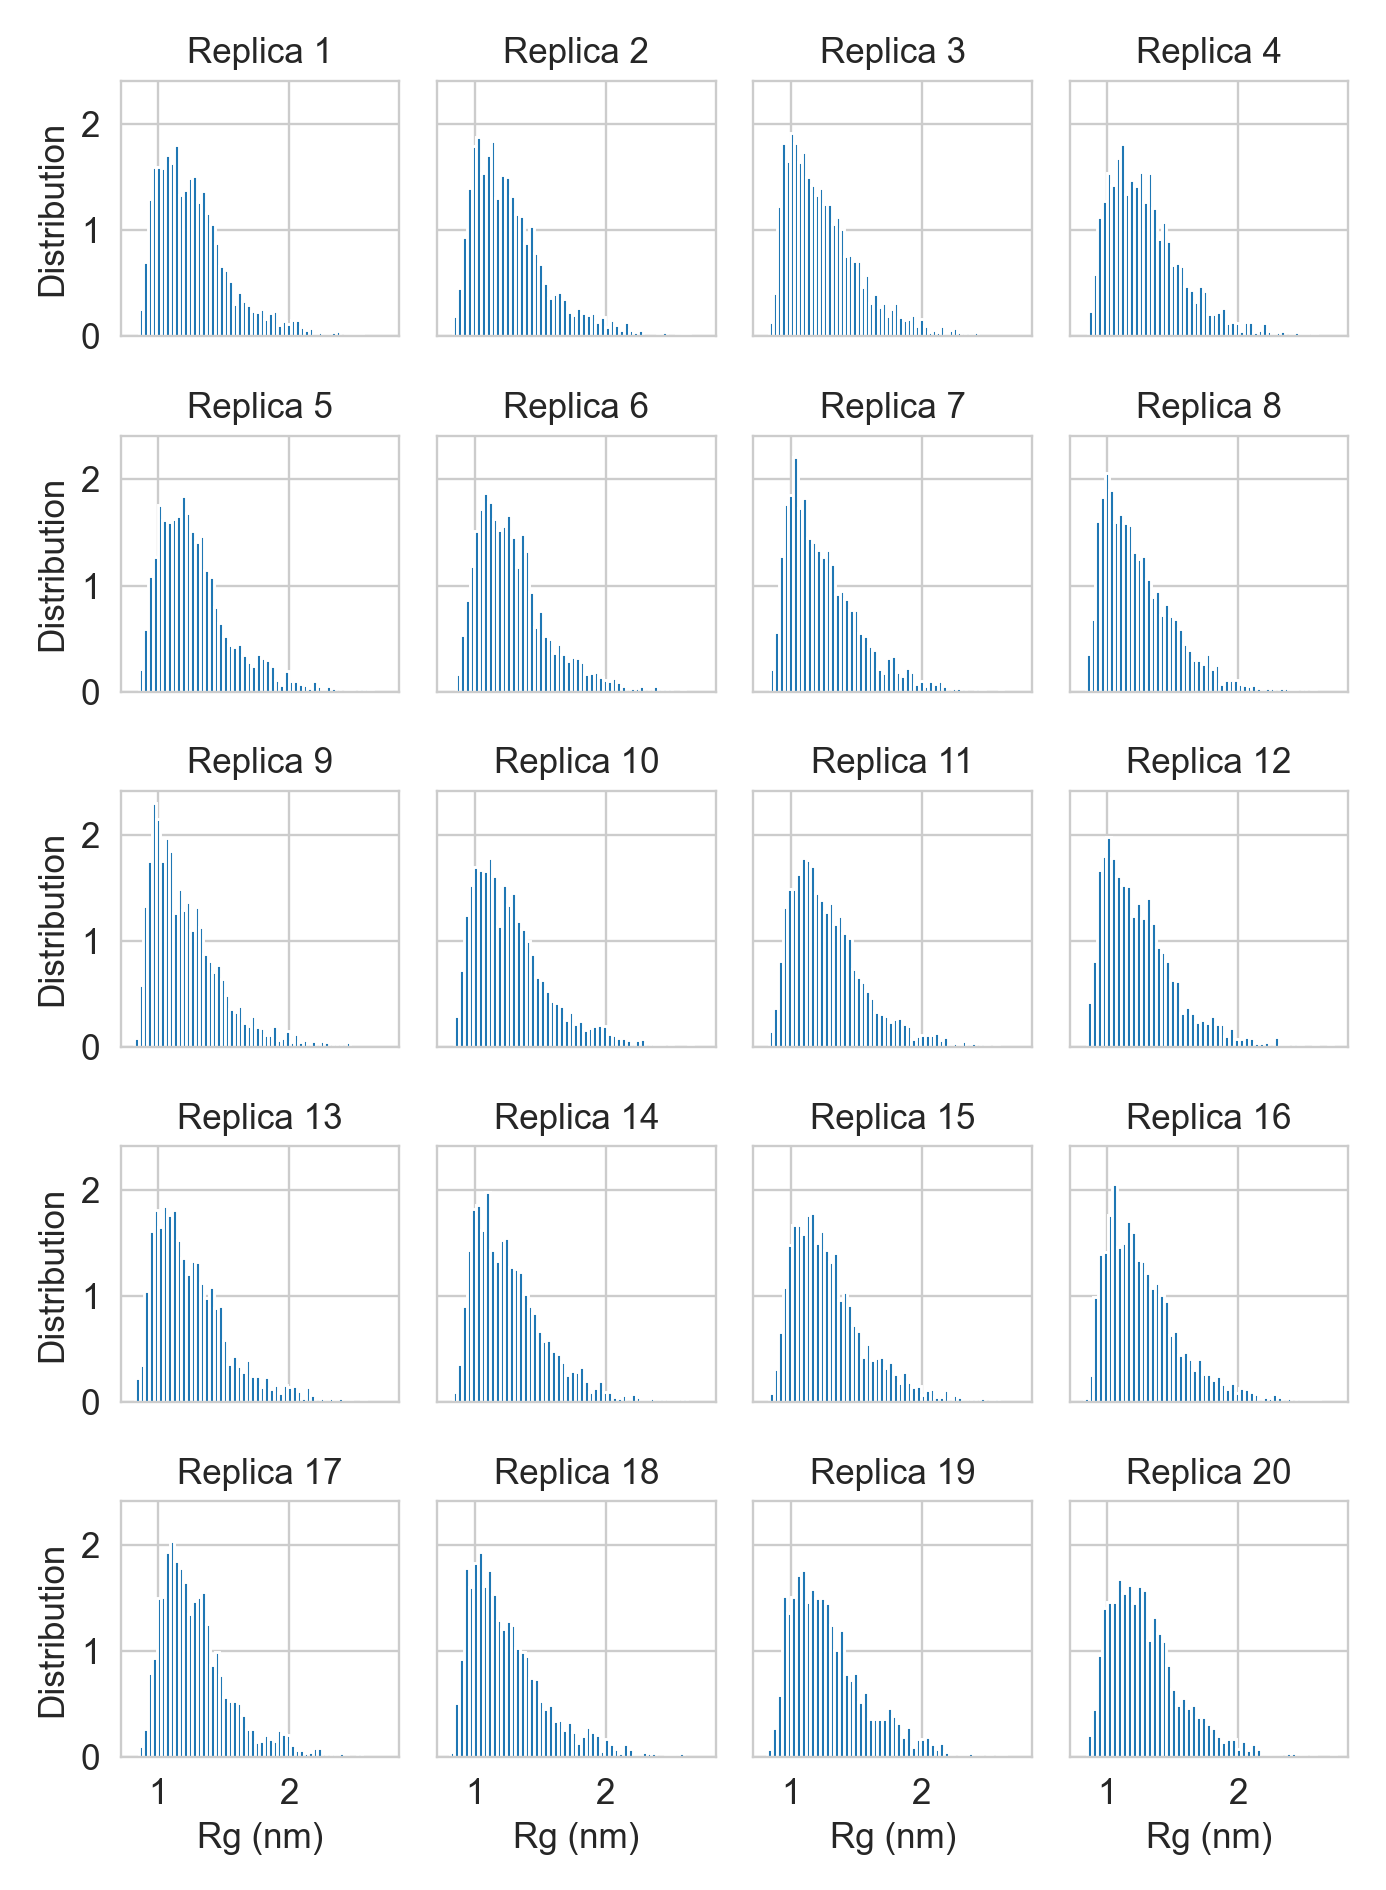 Replica 1 Replica 2 Replica 3 Replica 4
2
1
0
Distribution
Replica 5 Replica 6 Replica 7 Replica 8
2
1
0
Distribution
Replica 9 Replica 10 Replica 11 Replica 12
2
1
0
Distribution
Replica 13 Replica 14 Replica 15 Replica 16
2
1
0
Distribution
Replica 17 Replica 18 Replica 19 Replica 20
2
1
0
Distribution
1 2 1 2 1 2 1 2
Rg (nm) Rg (nm) Rg (nm) Rg (nm)